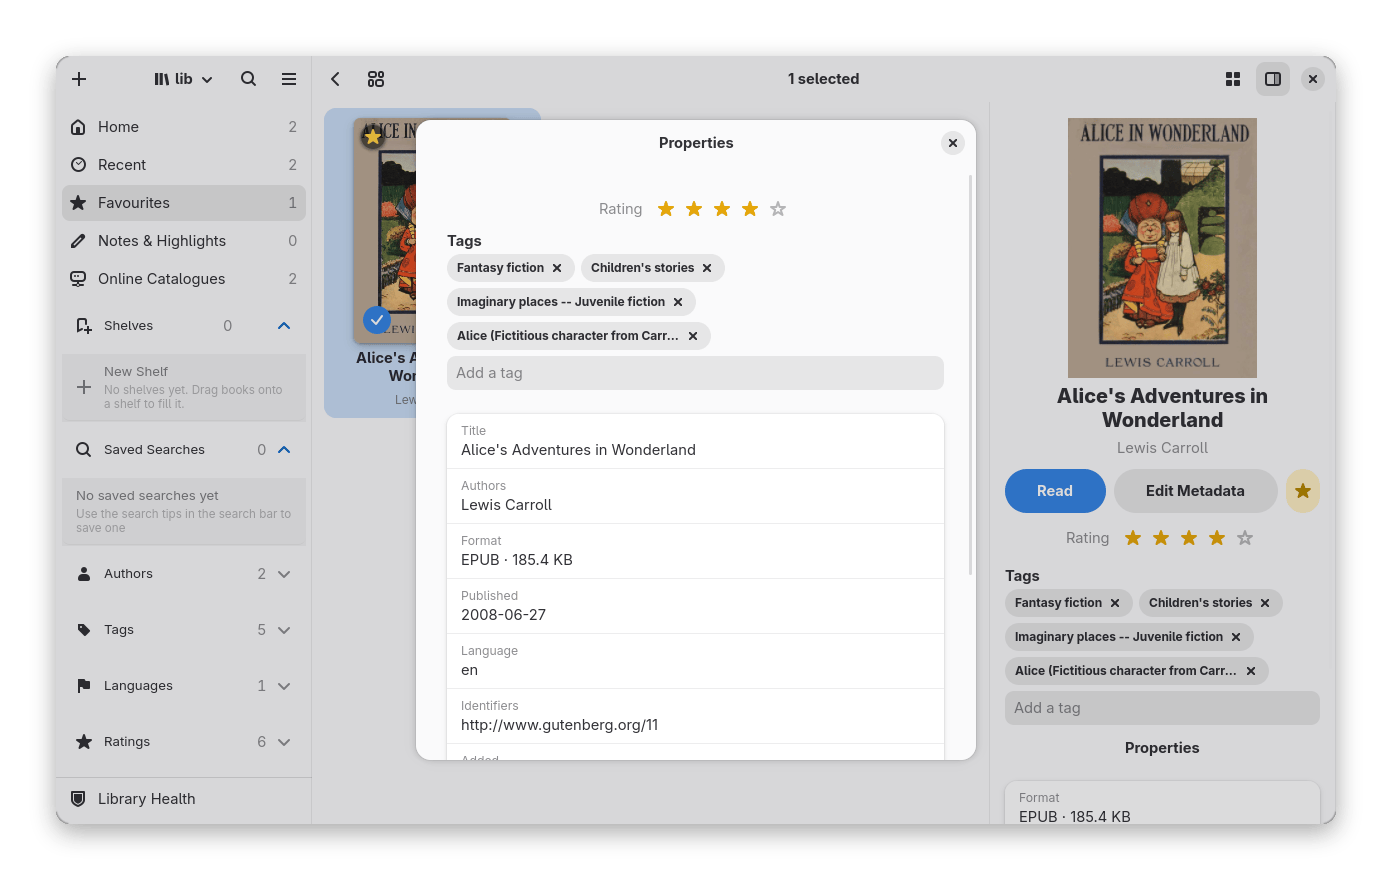 lib
1 selected
Home 2
Recent 2
Favourites 1
Notes & Highlights 0
Online Catalogues 2
Shelves 0
New Shelf
No shelves yet. Drag books onto
a shelf to fill it.
Saved Searches 0
No saved searches yet
Use the search tips in the search bar to
save one
Authors 2
Tags 5
Languages 1
Ratings 6
Library Health
ALICE IN
LEWI
Alice's A
Won
Lew
Properties
Rating
Tags
Fantasy fiction
Children's stories
Imaginary places -- Juvenile fiction
Alice (Fictitious character from Carr...
Add a tag
Title
Alice's Adventures in Wonderland
Authors
Lewis Carroll
Format
EPUB · 185.4 KB
Published
2008-06-27
Language
en
Identifiers
http://www.gutenberg.org/11
Added
ALICE IN WONDERLAND
LEWIS CARROLL
Alice's Adventures in
Wonderland
Lewis Carroll
Read
Edit Metadata
Rating
Tags
Fantasy fiction
Children's stories
Imaginary places -- Juvenile fiction
Alice (Fictitious character from Carr...
Add a tag
Properties
Format
EPUB · 185.4 KB